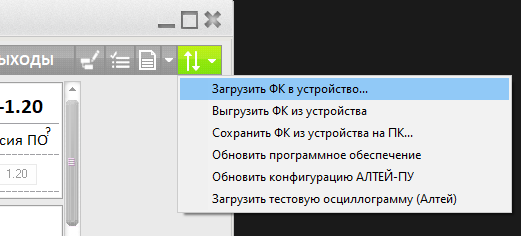 ыходы
Загрузить ФК в устройство...
Выгрузить ФК из устройства
-1.20
Сохранить ФК из устройства на ПК...
сия ПО?
Обновить программное обеспечение
1.20
Обновить конфигурацию АЛТЕЙ-ПУ
Загрузить тестовую осциллограмму (Алтей)